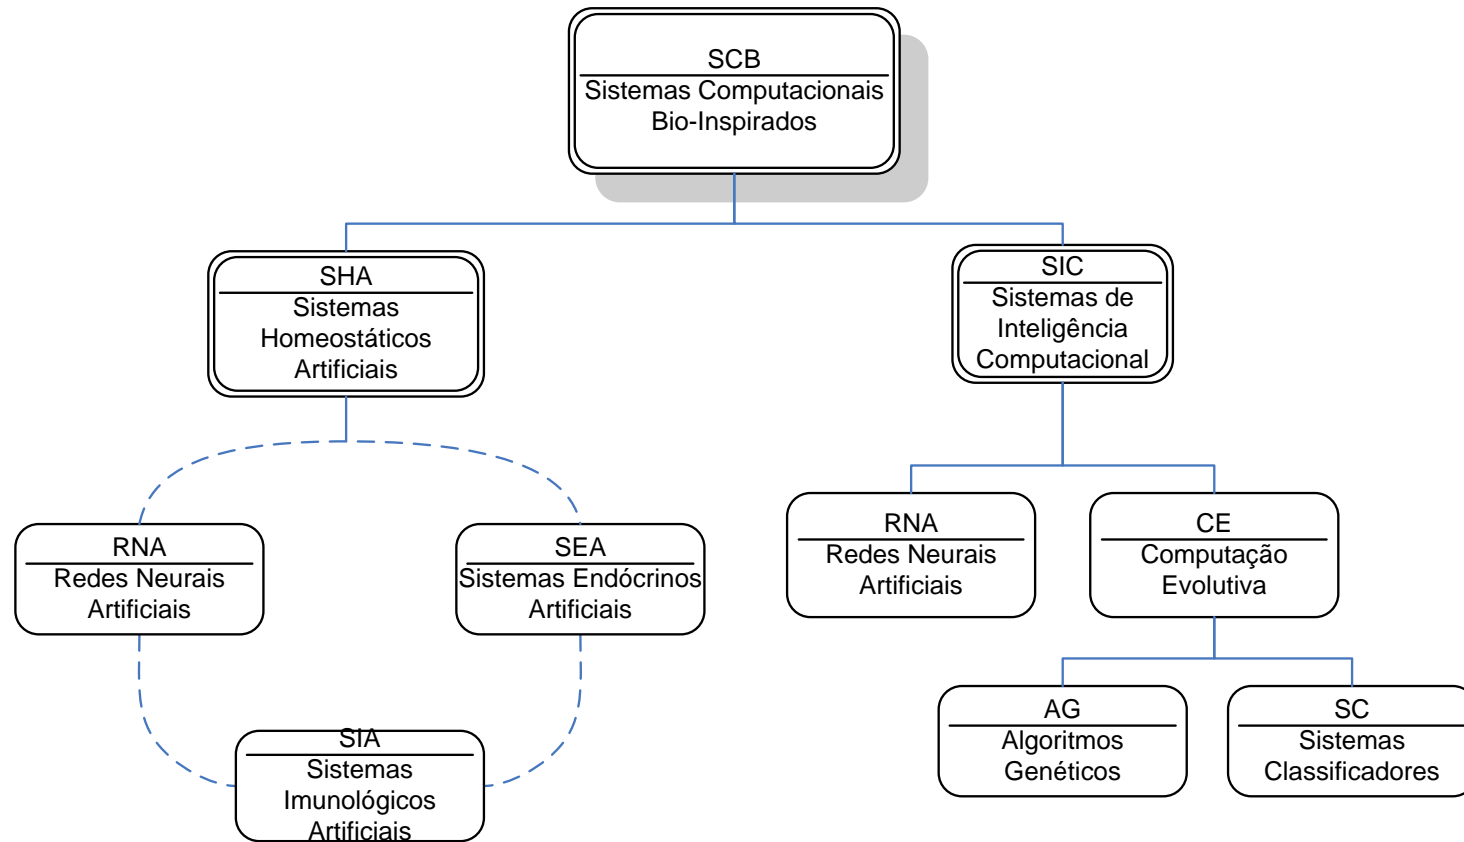 SCB
Sistemas Computacionais
Bio-Inspirados
SHA
Sistemas
Homeostáticos
Artificiais
SIC
Sistemas de
Inteligência
Computacional
RNA
Redes Neurais
Artificiais
SEA
Sistemas Endócrinos
Artificiais
RNA
Redes Neurais
Artificiais
CE
Computação
Evolutiva
SIA
Sistemas
Imunológicos
Artificiais
AG
Algoritmos
Genéticos
SC
Sistemas
Classificadores